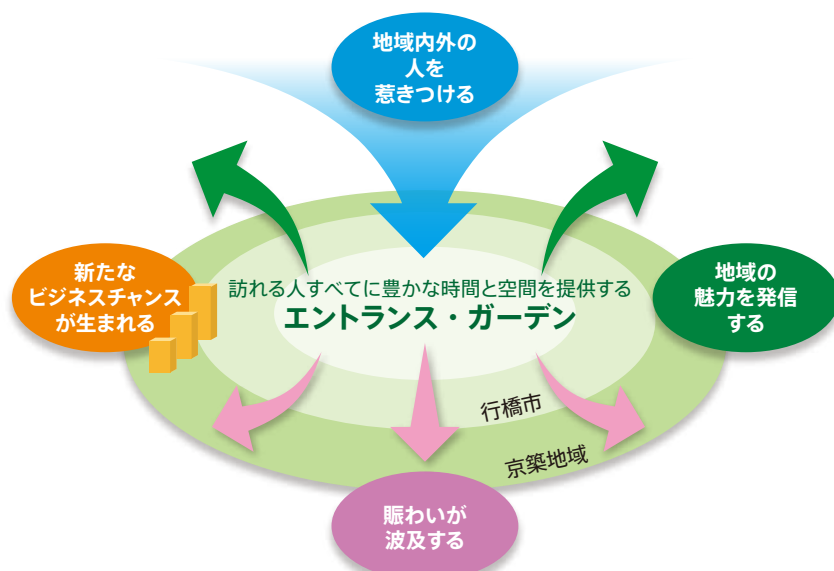 地域内外の
人を
惹きつける
新たな
ビジネスチャンス
が生まれる
訪れる人すべてに豊かな時間と空間を提供する
エントランス・ガーデン
地域の
魅力を発信
する
行橋市
京築地域
賑わいが
波及する